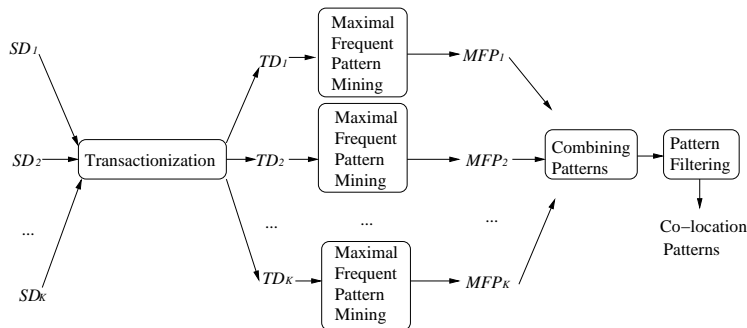 SD1
SD2
...
SDK
Transactionization
TD1
TD2
...
TDK
Maximal
Frequent
Pattern
Mining
Maximal
Frequent
Pattern
Mining
...
Maximal
Frequent
Pattern
Mining
MFP1
MFP2
...
MFPK
Combining
Patterns
Pattern
Filtering
Co−location
Patterns